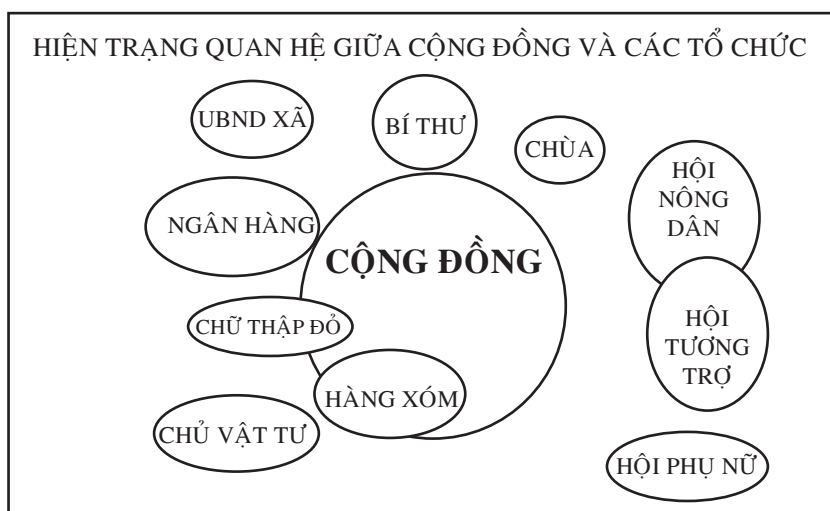 HIỆN TRẠNG QUAN HỆ GIỮA CỘNG ĐỒNG VÀ CÁC TỔ CHỨC
UBND XÃ
BÍ THƯ
CHÙA
HỘI
NÔNG
DÂN
NGÂN HÀNG
CỘNG ĐỒNG
CHỮ THẬP ĐỎ
HỘI
TƯƠNG
TRỢ
HÀNG XÓM
CHỦ VẬT TƯ
HỘI PHỤ NỮ